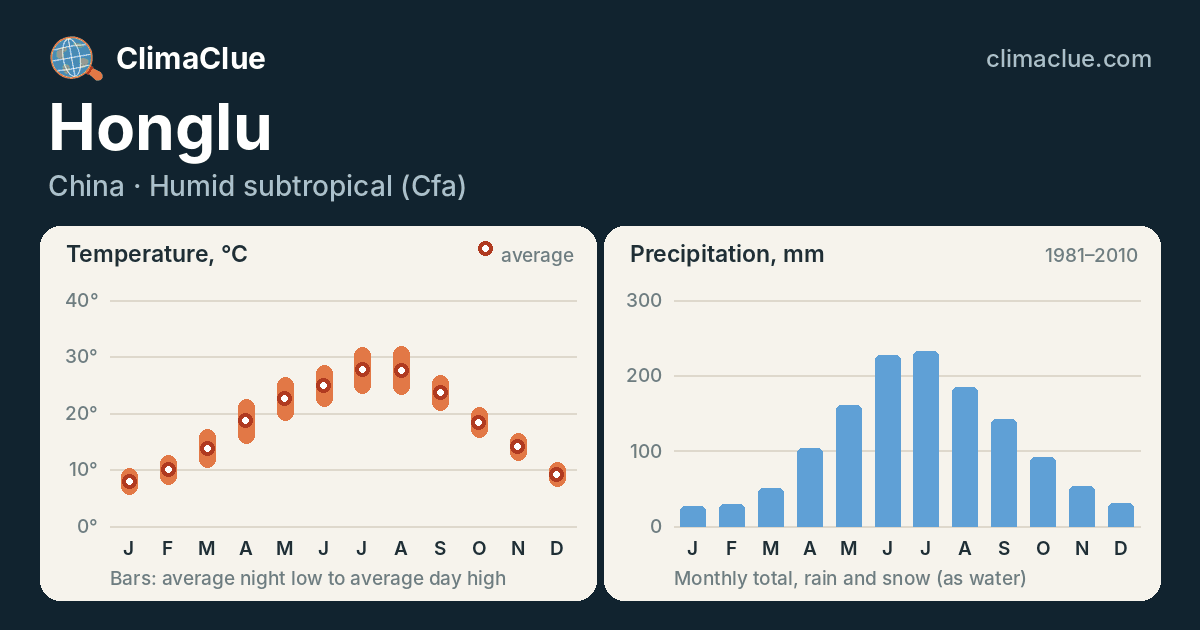 ClimaClue
climaclue.com
Honglu
China · Humid subtropical (Cfa)
Temperature, °C
average
40°
30°
20°
10°
0°
J F M A M J J A S O N D
Bars: average night low to average day high
Precipitation, mm
1981–2010
300
200
100
0
J F M A M J J A S O N D
Monthly total, rain and snow (as water)